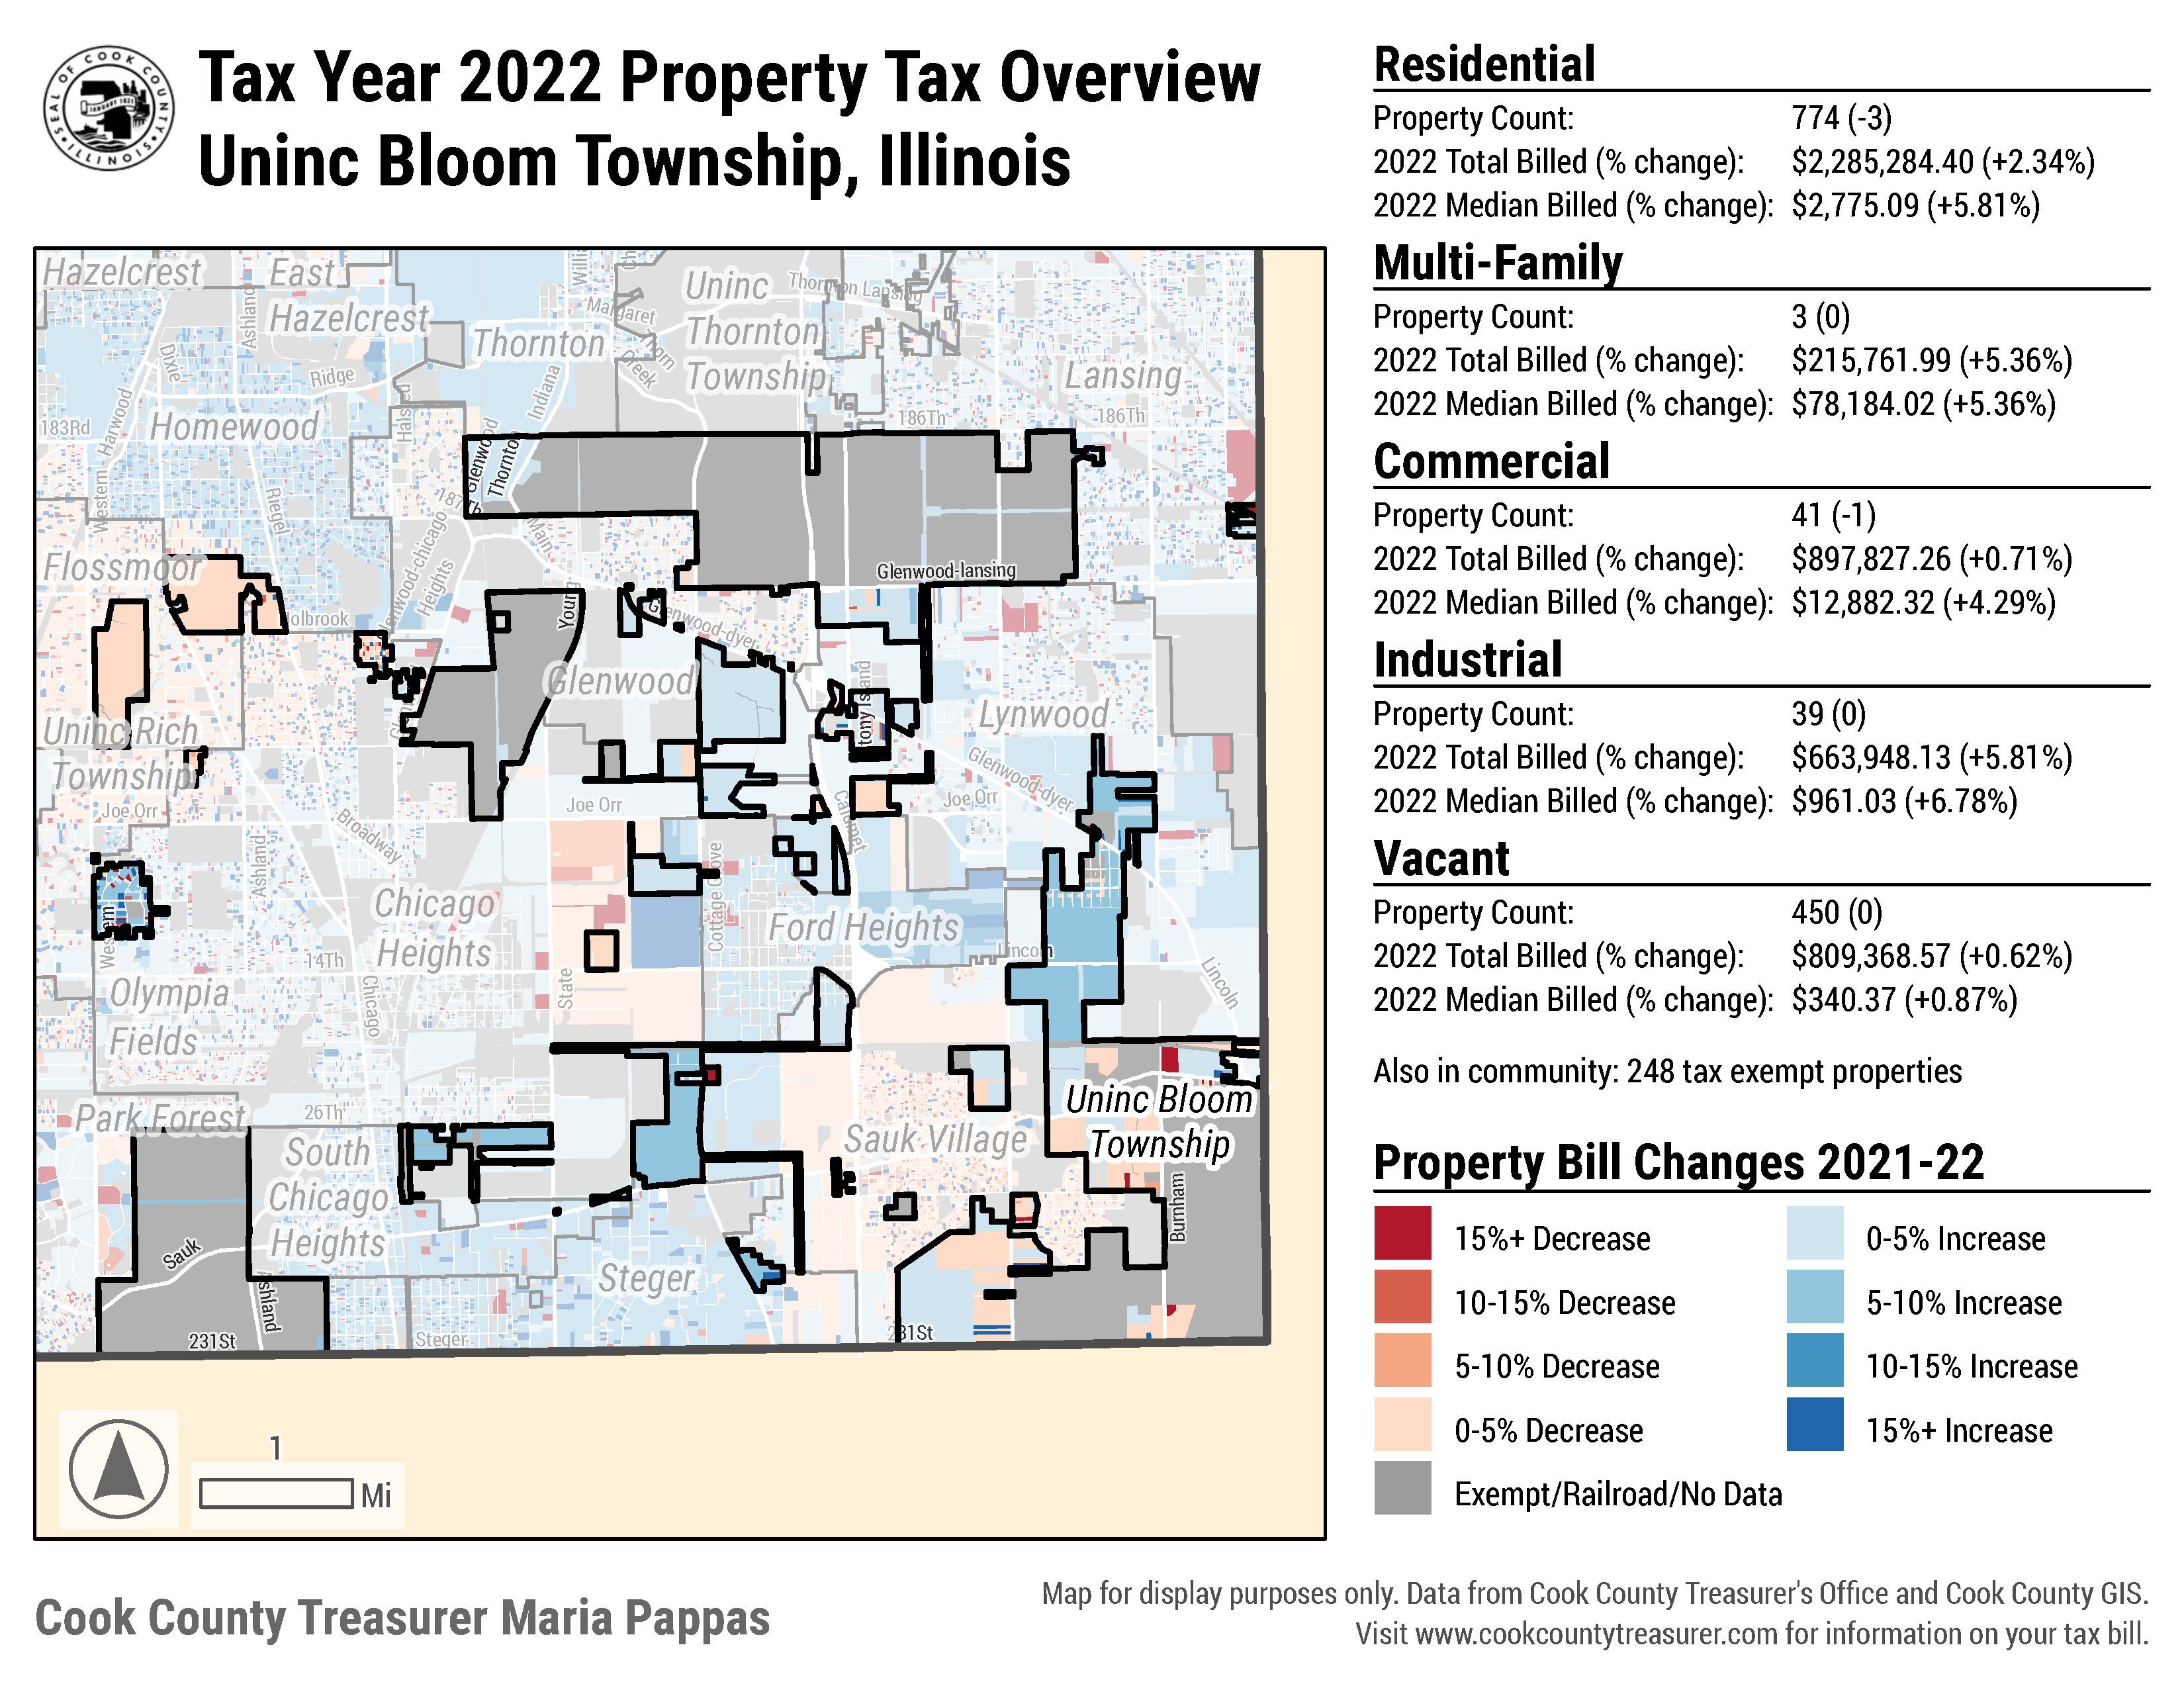 SEAL OF COOK COUNTY
ILLINOIS
JANUARY 1831
Tax Year 2022 Property Tax Overview
Uninc Bloom Township, Illinois
Residential
Property Count: 774 (-3)
2022 Total Billed (% change): $2,285,284.40 (+2.34%)
2022 Median Billed (% change): $2,775.09 (+5.81%)
Multi-Family
Property Count: 3 (0)
2022 Total Billed (% change): $215,761.99 (+5.36%)
2022 Median Billed (% change): $78,184.02 (+5.36%)
Commercial
Property Count: 41 (-1)
2022 Total Billed (% change): $897,827.26 (+0.71%)
2022 Median Billed (% change): $12,882.32 (+4.29%)
Industrial
Property Count: 39 (0)
2022 Total Billed (% change): $663,948.13 (+5.81%)
2022 Median Billed (% change): $961.03 (+6.78%)
Vacant
Property Count: 450 (0)
2022 Total Billed (% change): $809,368.57 (+0.62%)
2022 Median Billed (% change): $340.37 (+0.87%)
Also in community: 248 tax exempt properties
Property Bill Changes 2021-22
15%+ Decrease
10-15% Decrease
5-10% Decrease
0-5% Decrease
Exempt/Railroad/No Data
0-5% Increase
5-10% Increase
10-15% Increase
15%+ Increase
Hazelcrest
East
Hazelcrest
Ashland
Dixie
Ridge
Harwood
Homewood
183Rd
Western
Riegel
Halsted
Thornton
Indiana
Margaret
Thorn
Creek
Uninc
Thornton
Township
Thornton Lansing
Lansing
186Th
186Th
Glenwood
Thornton
187Th
Main
Glenwood-chicago
Heights
Flossmoor
Glenwood-lansing
Young
Glenwood-dyer
Glenwood
Lynwood
Glenwood-dyer
Uninc Rich
Township
Joe Orr
Joe Orr
Joe Orr
Broadway
Ashland
Calumet
Cottage Grove
Chicago
Heights
Ford Heights
Lincoln
Lincoln
Western
14Th
Chicago
State
Olympia
Fields
Park Forest
26Th
South
Chicago
Heights
Sauk Village
Uninc Bloom
Township
Burnham
Sauk
Ashland
Steger
Steger
231St
231St
1
Mi
Cook County Treasurer Maria Pappas
Map for display purposes only. Data from Cook County Treasurer's Office and Cook County GIS.
Visit www.cookcountytreasurer.com for information on your tax bill.